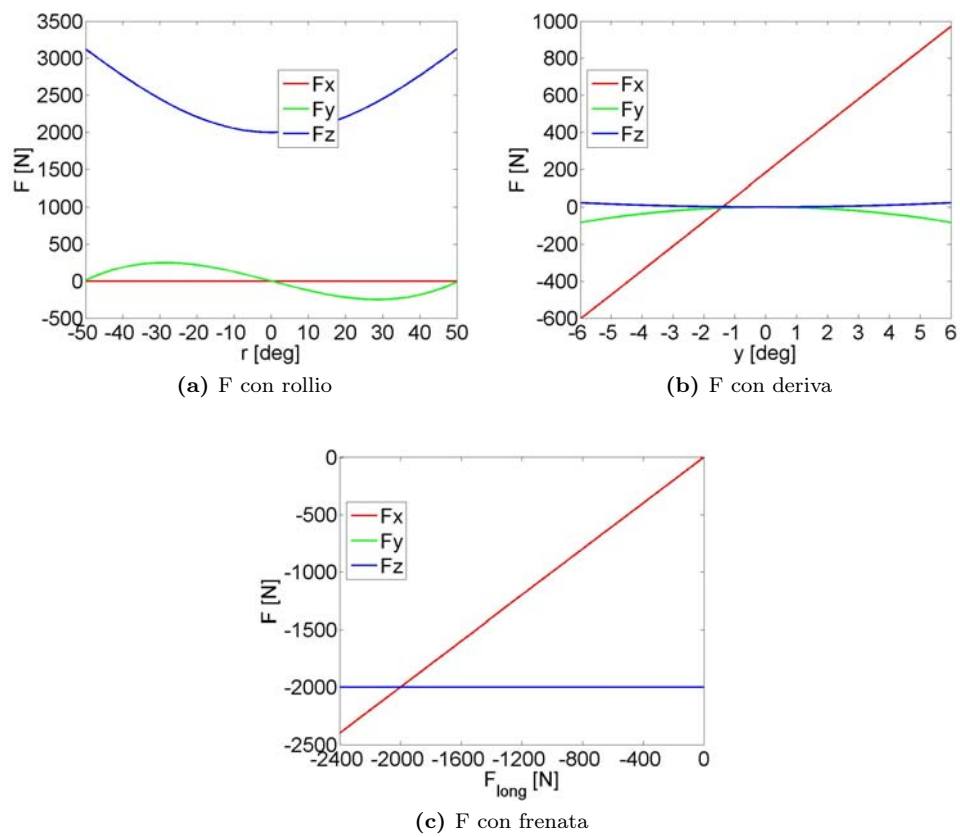 3500
3000
2500
2000
1500
1000
500
0
-500
F [N]
Fx
Fy
Fz
-50 -40 -30 -20 -10 0 10 20 30 40 50
r [deg]
(a) F con rollio
1000
800
600
400
200
0
-200
-400
-600
F [N]
Fx
Fy
Fz
-6 -5 -4 -3 -2 -1 0 1 2 3 4 5 6
y [deg]
(b) F con deriva
0
-500
-1000
-1500
-2000
-2500
F [N]
Fx
Fy
Fz
-2400 -2000 -1600 -1200 -800 -400 0
F_long [N]
(c) F con frenata